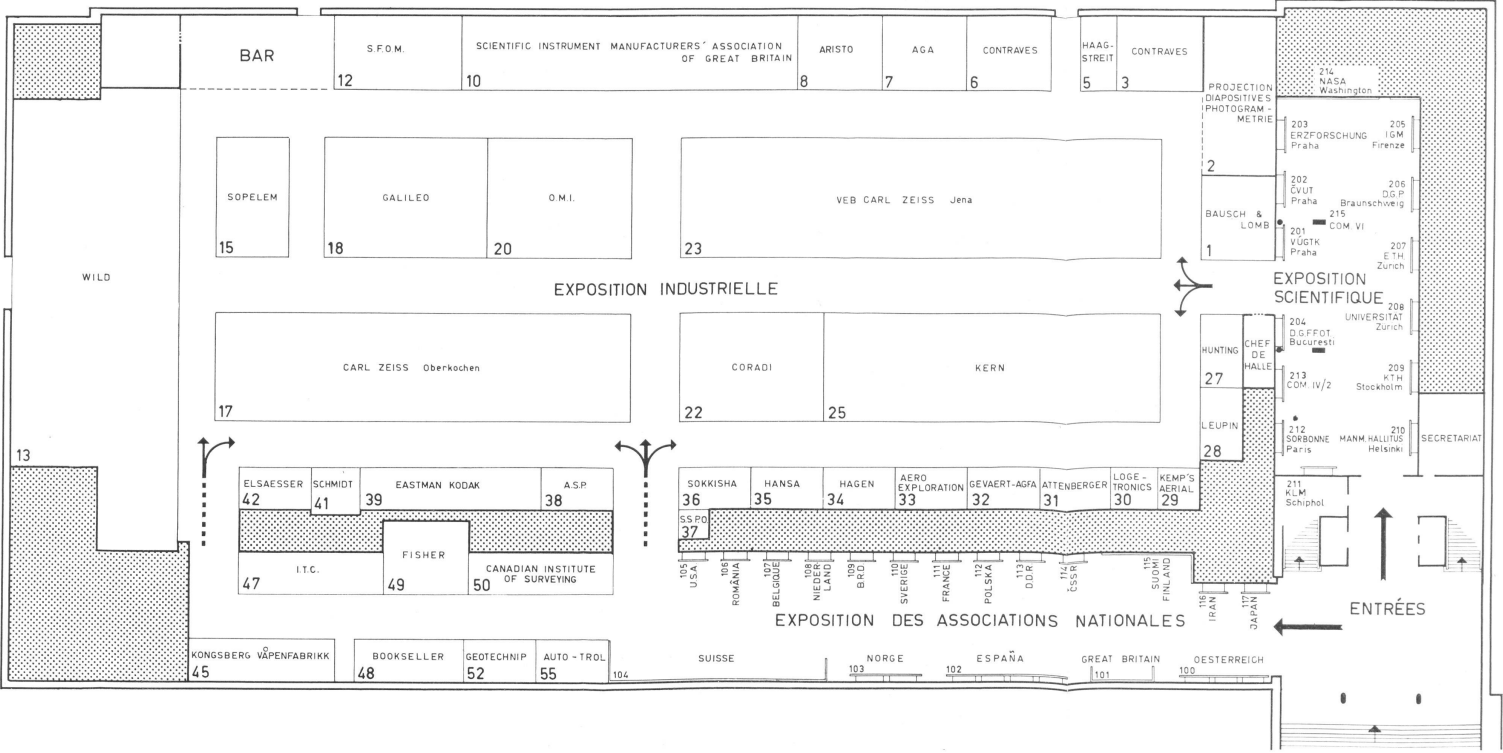 BAR
S.F.O.M.
12
SCIENTIFIC INSTRUMENT MANUFACTURERS' ASSOCIATION
OF GREAT BRITAIN
10
ARISTO
8
AGA
7
CONTRAVES
6
HAAG-
STREIT
5
CONTRAVES
3
PROJECTION
DIAPOSITIVES
PHOTOGRAM-
METRIE
2
214
NASA
Washington
203
ERZFORSCHUNG
Praha
205
IGM
Firenze
202
ČVUT
Praha
206
D.G.P
Braunschweig
215
COM. VI
201
VÚGTK
Praha
207
E.T.H.
Zürich
BAUSCH &
LOMB
1
SOPELEM
15
GALILEO
18
O.M.I.
20
VEB CARL ZEISS Jena
23
WILD
13
EXPOSITION INDUSTRIELLE
EXPOSITION
SCIENTIFIQUE
208
UNIVERSITÄT
Zürich
204
D.G.F.F.O.T
Bucuresti
CARL ZEISS Oberkochen
17
CORADI
22
KERN
25
HUNTING
27
CHEF
DE
HALLE
213
COM. IV/2
209
KTH
Stockholm
LEUPIN
28
212
SORBONNE
Paris
210
MANM. HALLITUS
Helsinki
SECRETARIAT
ELSAESSER
42
SCHMIDT
41
EASTMAN KODAK
39
A.S.P.
38
SOKKISHA
36
HANSA
35
HAGEN
34
AERO
EXPLORATION
33
GEVAERT-AGFA
32
ATTENBERGER
31
LOGE-
TRONICS
30
KEMP'S
AERIAL
29
211
KLM
Schiphol
S.S.P.O.
37
I.T.C.
47
FISHER
49
CANADIAN INSTITUTE
OF SURVEYING
50
105
U.S.A.
106
ROMÂNIA
107
BELGIQUE
108
NIEDER-
LAND
109
B.R.D.
110
SVERIGE
111
FRANCE
112
POLSKA
113
D.D.R.
114
ČSSR
115
SUOMI
FINLAND
116
IRAN
117
JAPAN
EXPOSITION DES ASSOCIATIONS NATIONALES
ENTRÉES
KONGSBERG VÅPENFABRIKK
45
BOOKSELLER
48
GEOTECHNIP
52
AUTO-TROL
55
SUISSE
104
NORGE
103
ESPAÑA
102
GREAT BRITAIN
101
OESTERREICH
100